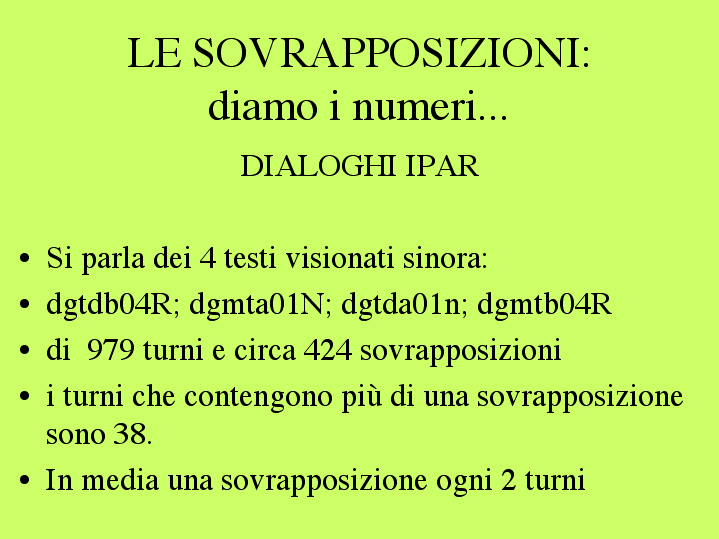 LE SOVRAPPOSIZIONI:
diamo i numeri...
DIALOGHI IPAR
• Si parla dei 4 testi visionati sinora:
• dgtdb04R; dgmta01N; dgtda01n; dgmtb04R
• di  979 turni e circa 424 sovrapposizioni
• i turni che contengono più di una sovrapposizione
sono 38.
• In media una sovrapposizione ogni 2 turni